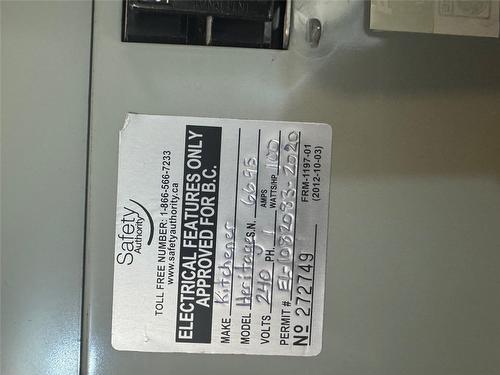 Safety
Authority
TOLL FREE NUMBER: 1-866-566-7233
www.safetyauthority.ca
ELECTRICAL FEATURES ONLY
APPROVED FOR B.C.
MAKE Kitchener
MODEL Heritage S.N. 6695
VOLTS 240 PH. 1 AMPS WATTS/HP 100
PERMIT # EL-1082083-2020
Nº 272749
FRM-1197-01
(2012-10-03)